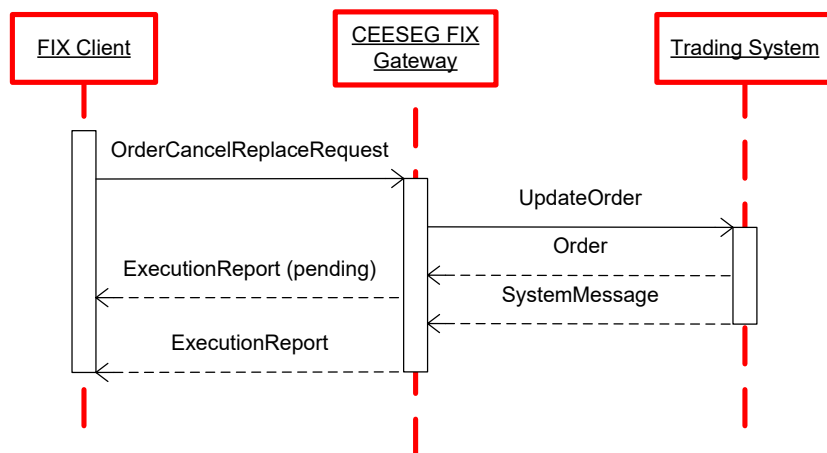 FIX Client
CEESEG FIX
Gateway
Trading System
OrderCancelReplaceRequest
UpdateOrder
Order
ExecutionReport (pending)
SystemMessage
ExecutionReport